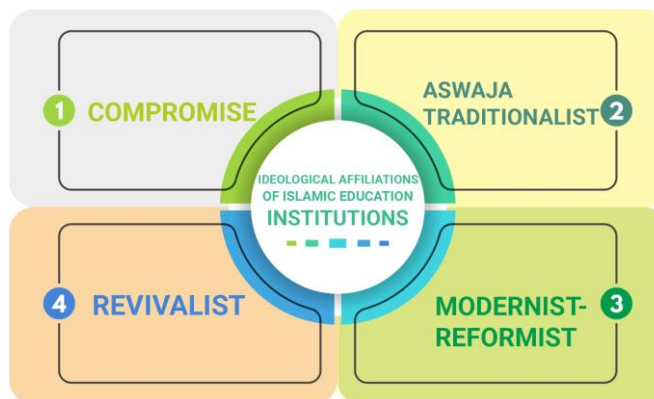 1 COMPROMISE
ASWAJA
TRADITIONALIST 2
IDEOLOGICAL AFFILIATIONS
OF ISLAMIC EDUCATION
INSTITUTIONS
4 REVIVALIST
MODERNIST- 3
REFORMIST